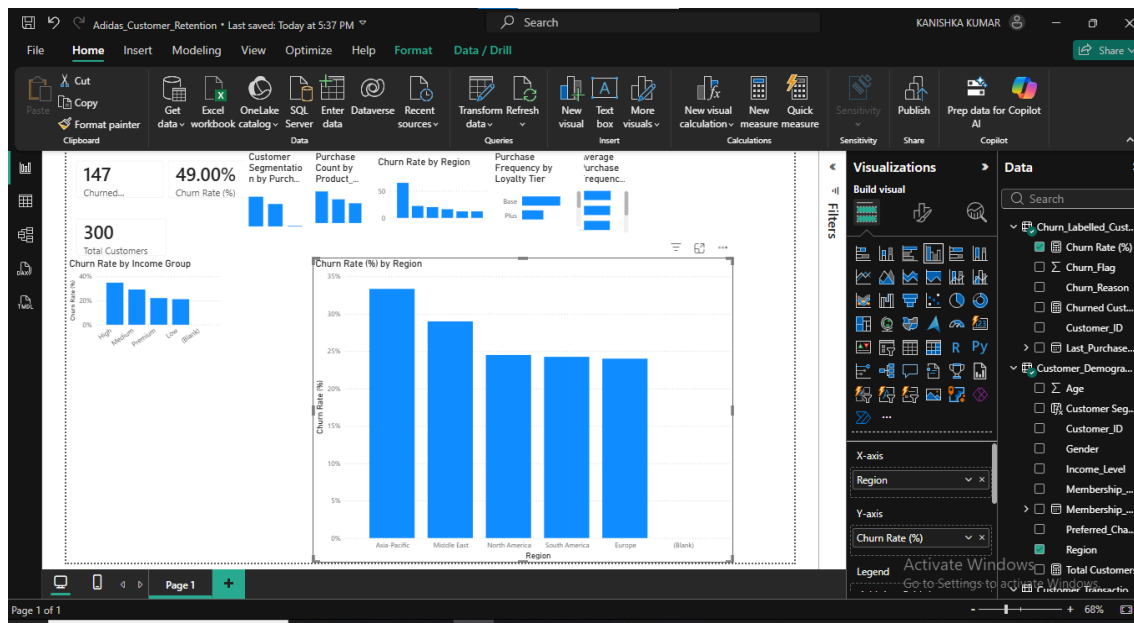 Adidas_Customer_Retention • Last saved: Today at 5:37 PM
Search
KANISHKA KUMAR
File Home Insert Modeling View Optimize Help Format Data / Drill
Share
Paste
Cut
Copy
Format painter
Clipboard
Get data
Excel workbook
OneLake catalog
SQL Server
Enter data
Dataverse
Recent sources
Data
Transform data
Refresh
Queries
New visual
Text box
More visuals
Insert
New visual calculation
New measure
Quick measure
Calculations
Sensitivity
Sensitivity
Publish
Share
Prep data for AI
Copilot
Copilot
DAX
TMDL
147
Churned...
49.00%
Churn Rate (%)
300
Total Customers
Customer
Segmentatio
n by Purch...
Purchase
Count by
Product_...
Churn Rate by Region
50
0
Purchase
Frequency by
Loyalty Tier
Base
Plus
Churn Rate by Income Group
Churn Rate (%)
40%
20%
0%
High
Medium
Premium
Low
(Blank)
Churn Rate (%) by Region
Churn Rate (%)
35%
30%
25%
20%
15%
10%
5%
0%
Asia-Pacific Middle East North America South America Europe (Blank)
Region
Filters
Visualizations
Build visual
123
R
Py
X-axis
Region
Y-axis
Churn Rate (%)
Legend
Data
Search
Churn_Labelled_Cust...
Churn Rate (%)
Churn_Flag
Churn_Reason
Churned Cust...
Customer_ID
Last_Purchase...
Customer_Demogra...
Age
Customer Seg...
Customer_ID
Gender
Income_Level
Membership_...
Membership_...
Preferred_Cha...
Region
Total Customers
Activate Windows
Go to Settings to activate Windows.
Page 1
Page 1 of 1
68%